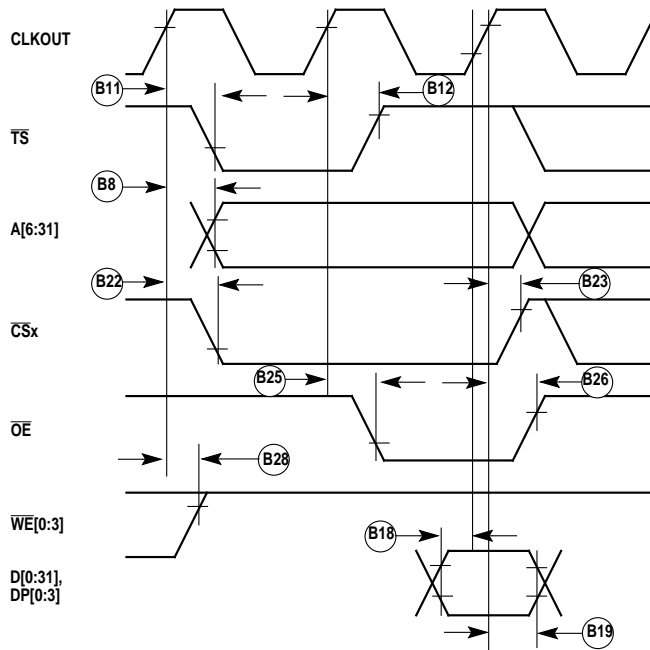 CLKOUT
B11
B12
TS
B8
A[6:31]
B22
B23
CSx
B25
B26
OE
B28
WE[0:3]
B18
D[0:31],
DP[0:3]
B19